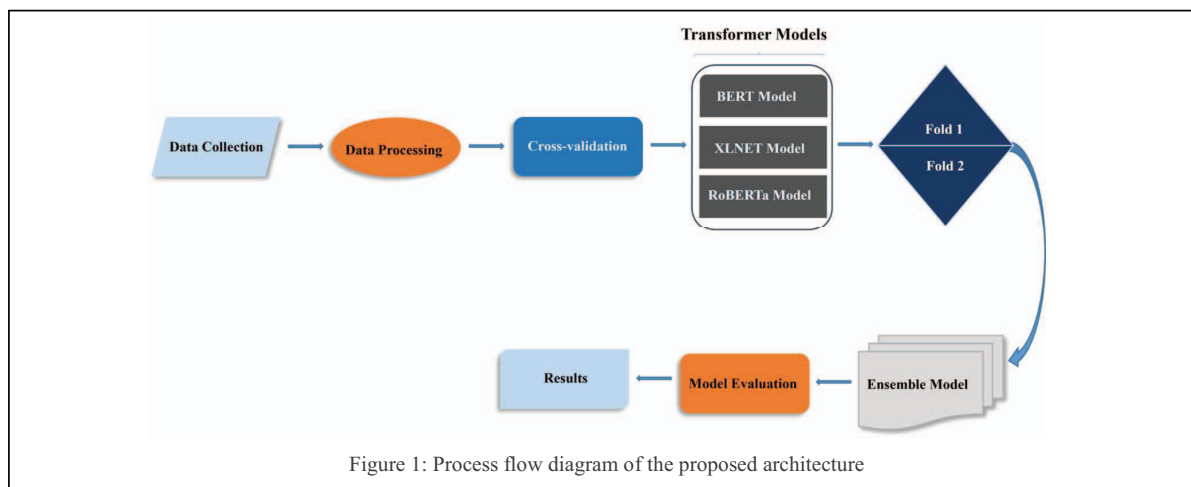 Transformer Models
Data Collection
Data Processing
Cross-validation
BERT Model
XLNET Model
RoBERTa Model
Fold 1
Fold 2
Results
Model Evaluation
Ensemble Model
Figure 1: Process flow diagram of the proposed architecture